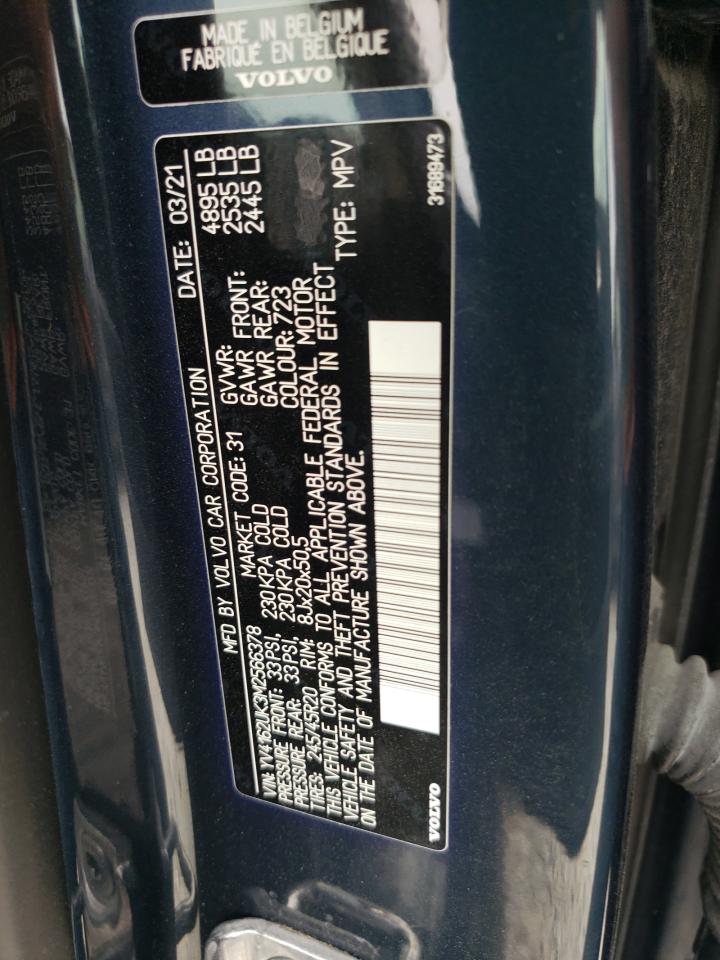 MADE IN BELGIUM
FABRIQUÉ EN BELGIQUE
VOLVO
MFD BY VOLVO CAR CORPORATION DATE: 03/21
VIN: YV4162UK3M2566378 MARKET CODE: 31 GVWR: 4895 LB
PRESSURE FRONT: 33PSI, 230KPA COLD GAWR FRONT: 2535 LB
PRESSURE REAR: 33PSI, 230KPA COLD GAWR REAR: 2445 LB
TIRES: 245/45R20 RIM: 8Jx20x50,5 COLOUR: 723
THIS VEHICLE CONFORMS TO ALL APPLICABLE FEDERAL MOTOR
VEHICLE SAFETY AND THEFT PREVENTION STANDARDS IN EFFECT
ON THE DATE OF MANUFACTURE SHOWN ABOVE. TYPE: MPV
VOLVO 31689473